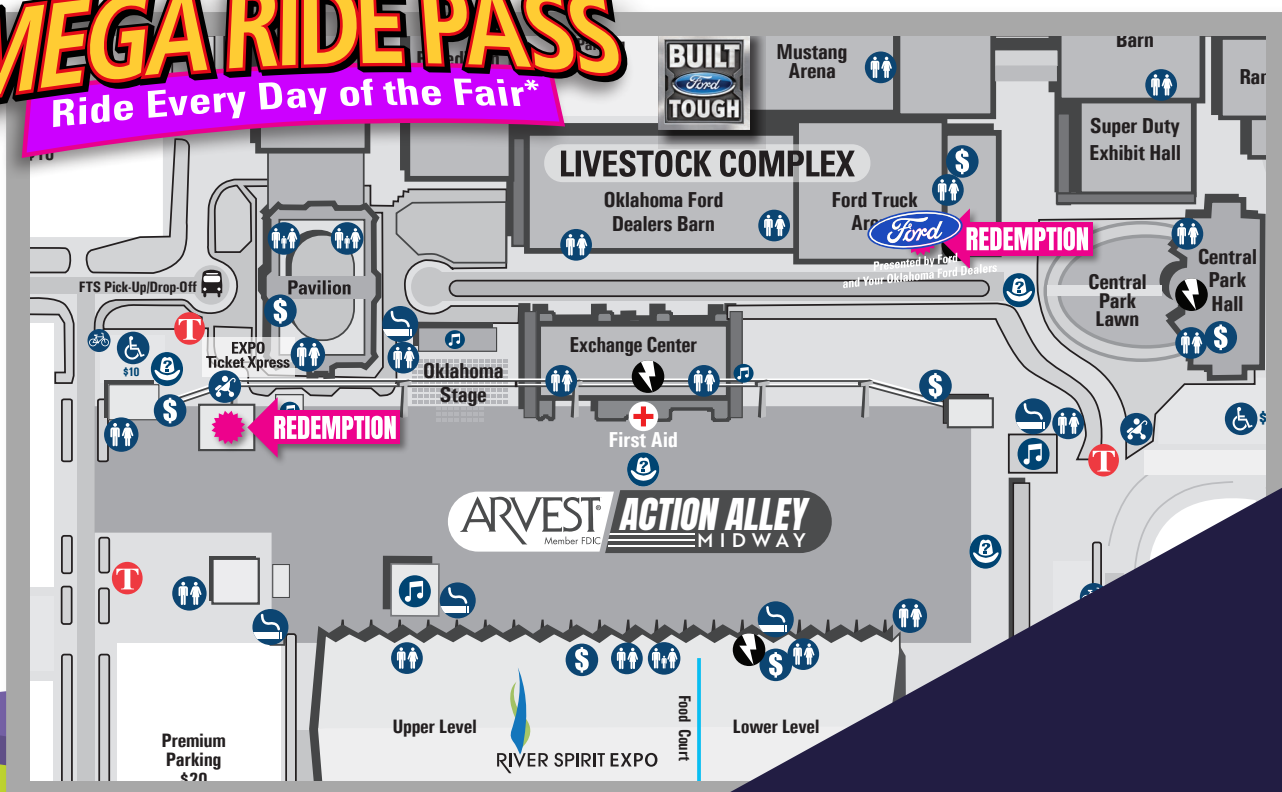 MEGA RIDE PASS
Ride Every Day of the Fair*
BUILT
Ford
TOUGH
Mustang
Arena
Barn
Super Duty
Exhibit Hall
LIVESTOCK COMPLEX
Oklahoma Ford
Dealers Barn
Ford Truck
Ford
REDEMPTION
Presented by Ford
and Your Oklahoma Ford Dealers
Central
Park
Hall
Central
Park
Lawn
FTS Pick-Up/Drop-Off
Pavilion
$
$
$
T
$10
EXPO
Ticket Xpress
Oklahoma
Stage
Exchange Center
$
$
REDEMPTION
First Aid
T
ARVEST®
Member FDIC
ACTION ALLEY
MIDWAY
T
$
$
Upper Level
Food Court
Lower Level
RIVER SPIRIT EXPO
Premium
Parking
$20